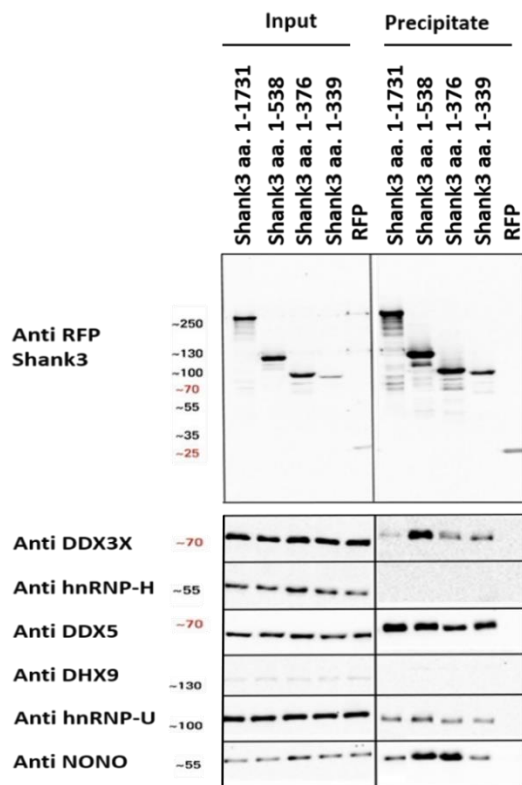 Input Precipitate
Shank3 aa. 1-1731
Shank3 aa. 1-538
Shank3 aa. 1-376
Shank3 aa. 1-339
RFP
Shank3 aa. 1-1731
Shank3 aa. 1-538
Shank3 aa. 1-376
Shank3 aa. 1-339
RFP
Anti RFP
Shank3
~250
~130
~100
~70
~55
~35
~25
Anti DDX3X ~70
Anti hnRNP-H ~55
Anti DDX5 ~70
Anti DHX9 ~130
Anti hnRNP-U ~100
Anti NONO ~55